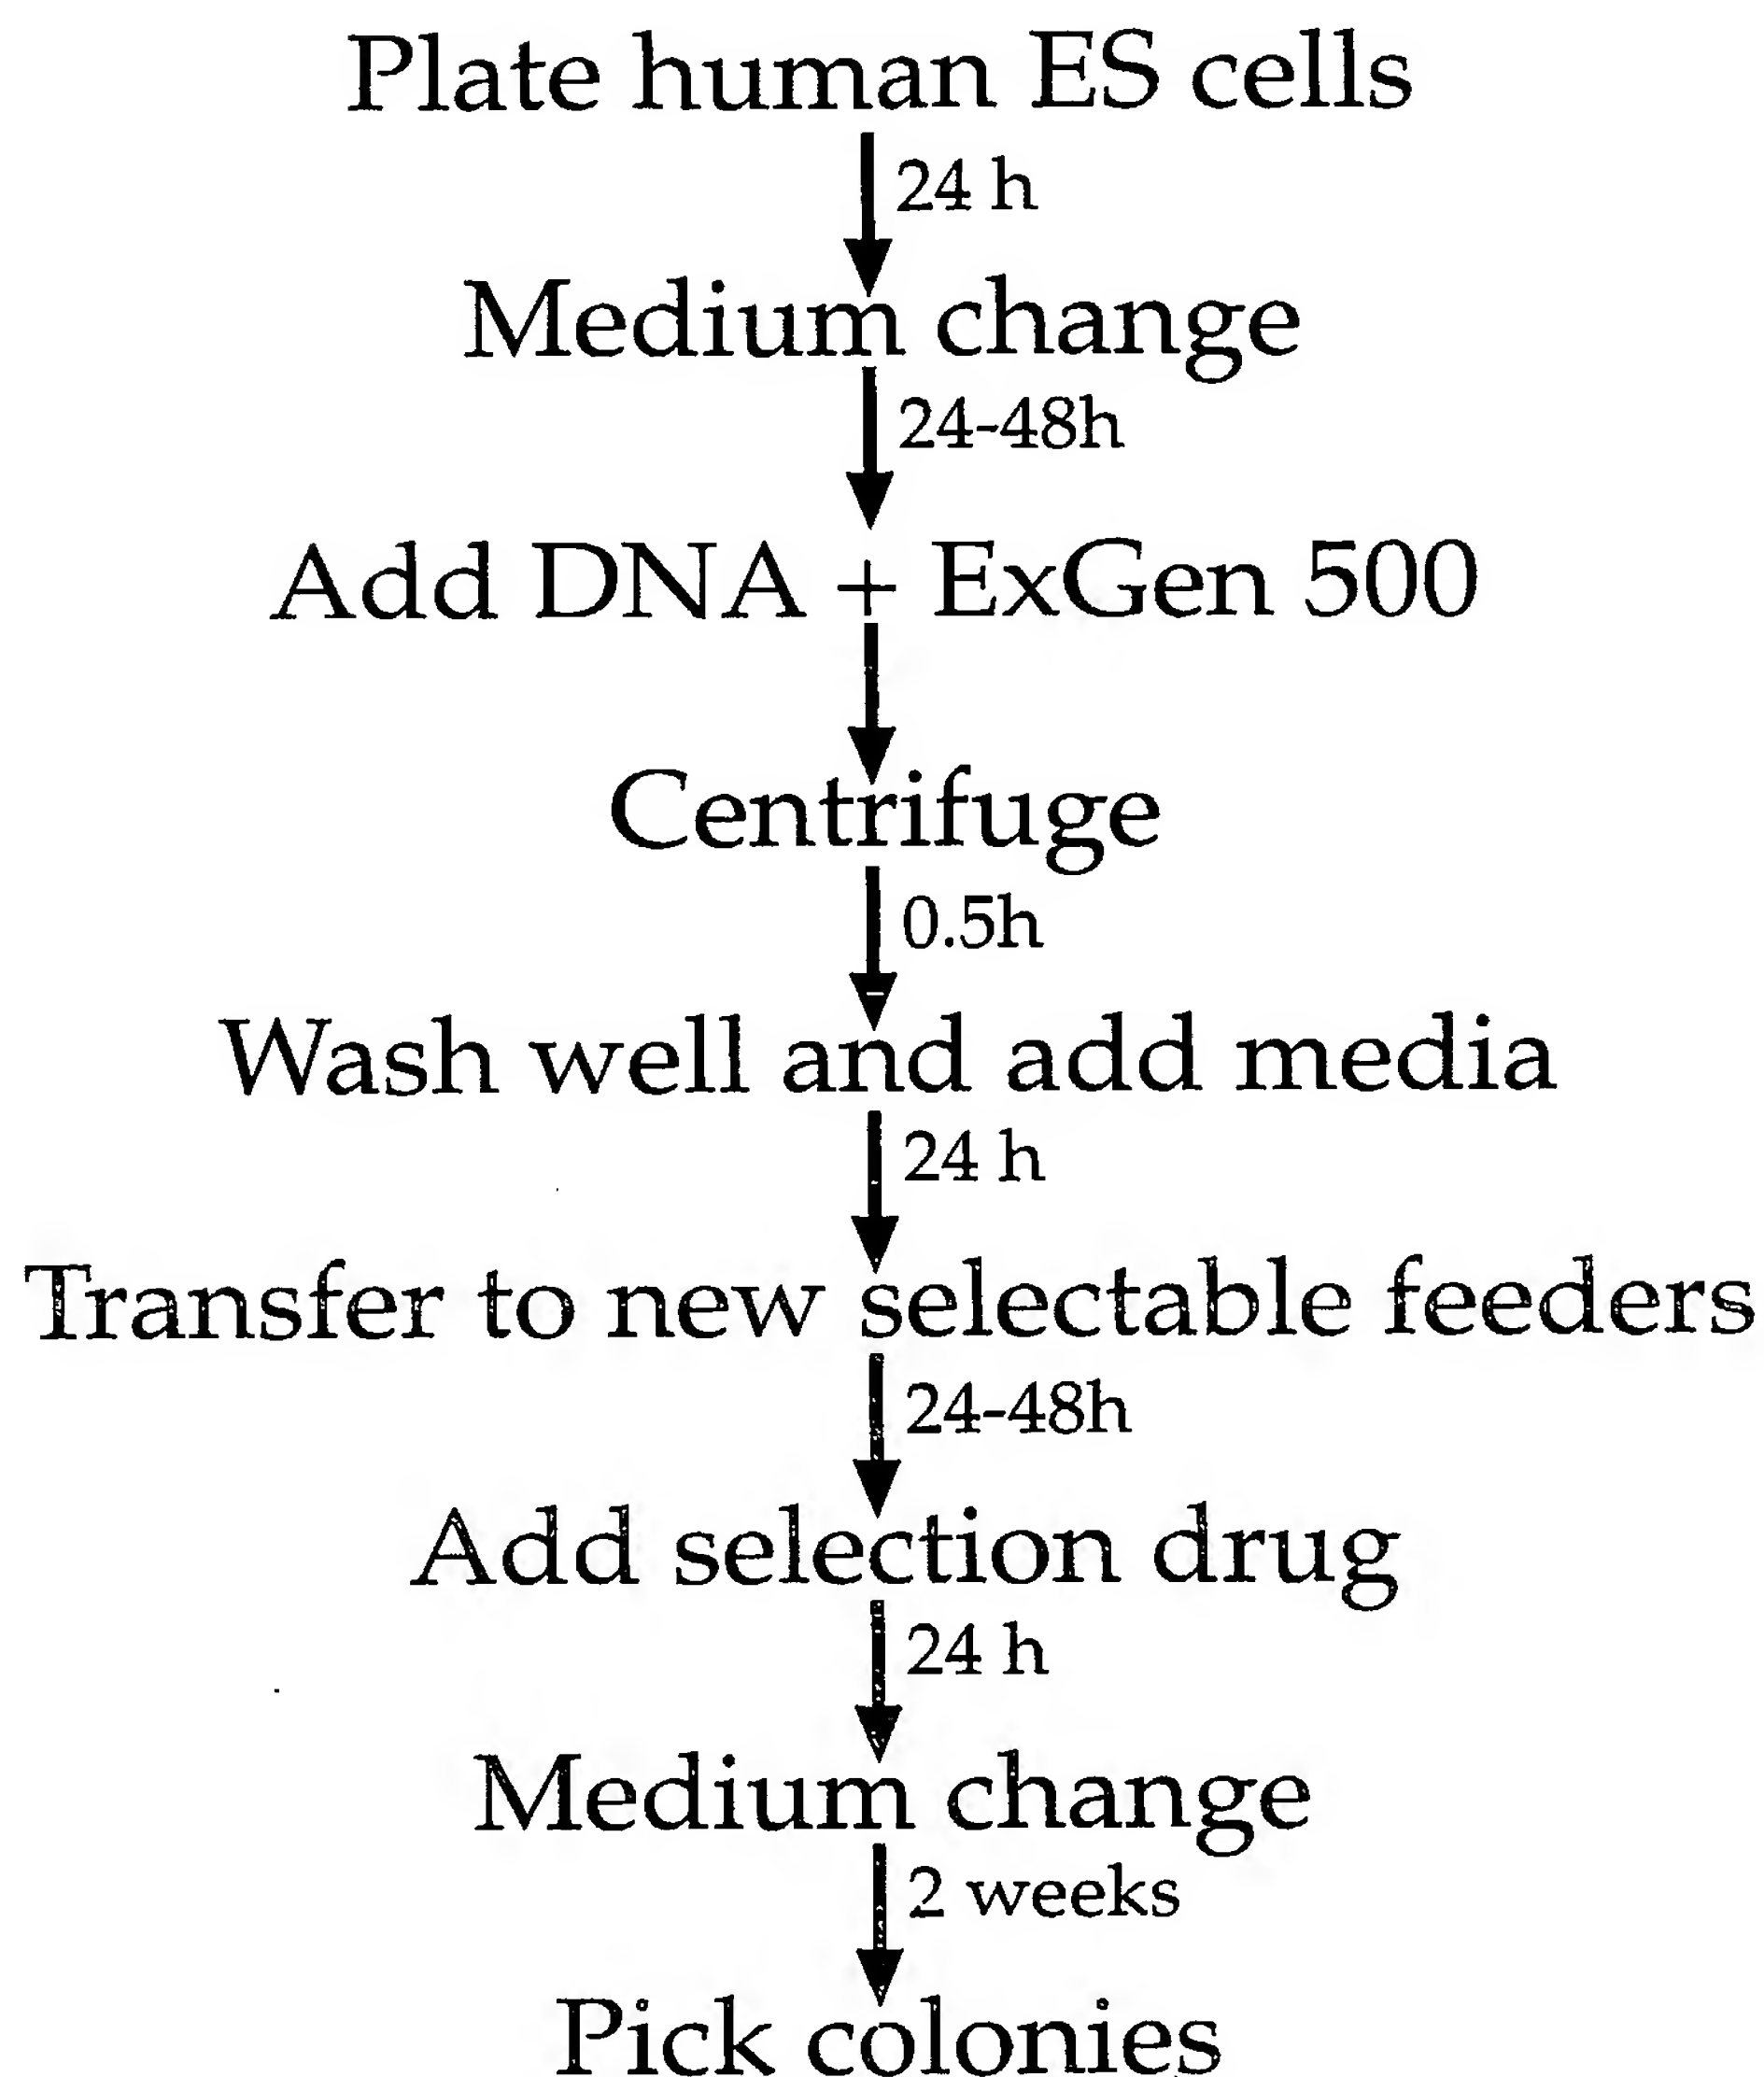 Plate human ES cells
24 h
Medium change
24-48h
Add DNA + ExGen 500
Centrifuge
0.5h
Wash well and add media
24 h
Transfer to new selectable feeders
24-48h
Add selection drug
24 h
Medium change
2 weeks
Pick colonies